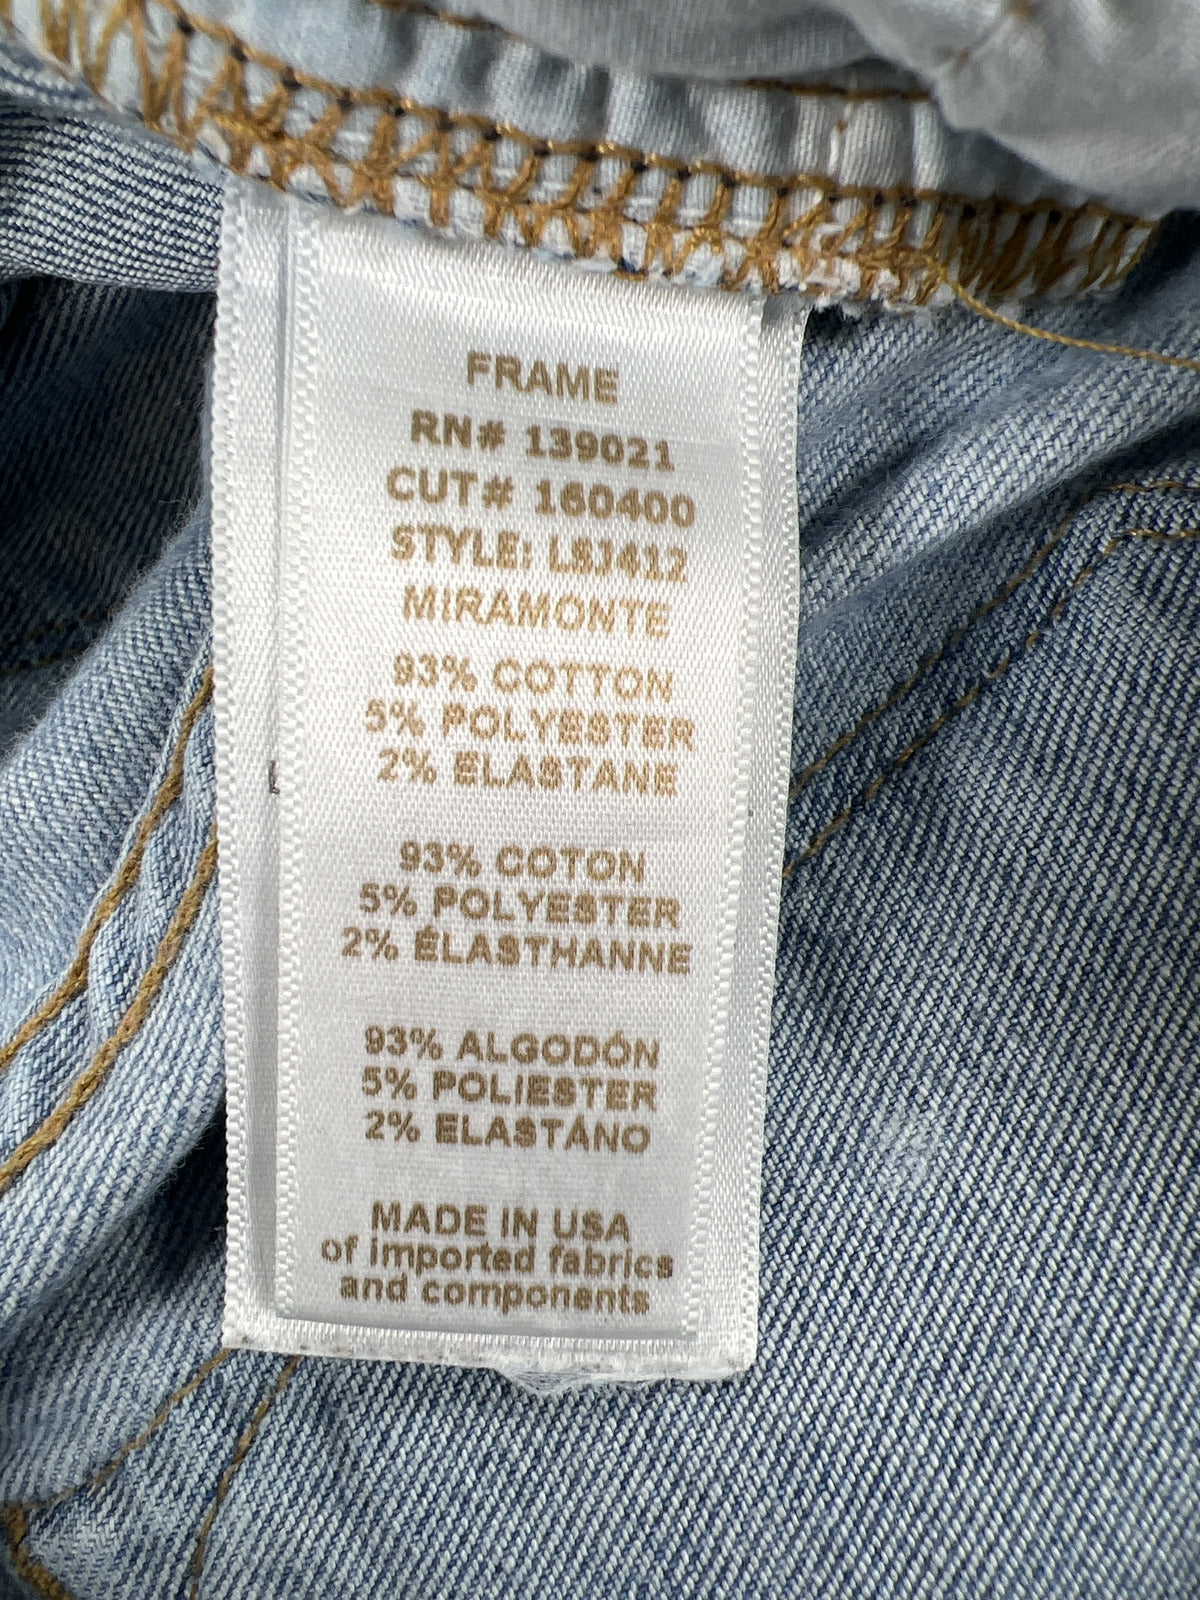 FRAME
RN# 139021
CUT# 160400
STYLE: LSJ412
MIRAMONTE
93% COTTON
5% POLYESTER
2% ELASTANE
93% COTON
5% POLYESTER
2% ÉLASTHANNE
93% ALGODÓN
5% POLIESTER
2% ELASTÁNO
MADE IN USA
of imported fabrics
and components